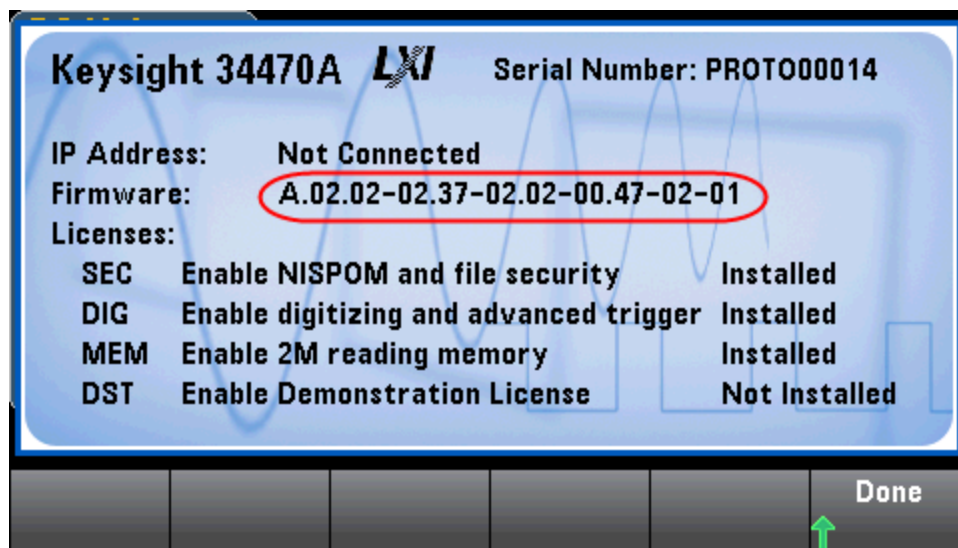 Keysight 34470A LXI Serial Number: PROTO00014
IP Address: Not Connected
Firmware: A.02.02-02.37-02.02-00.47-02-01
Licenses:
SEC Enable NISPOM and file security Installed
DIG Enable digitizing and advanced trigger Installed
MEM Enable 2M reading memory Installed
DST Enable Demonstration License Not Installed
Done